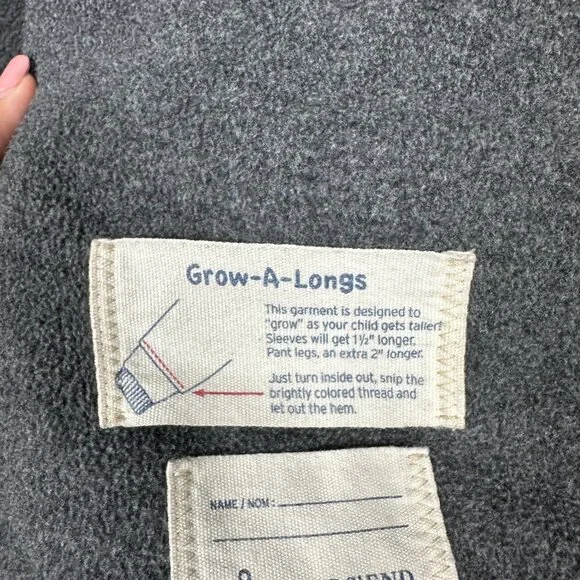 Grow-A-Longs
This garment is designed to
"grow" as your child gets taller!
Sleeves will get 1½" longer.
Pant legs, an extra 2" longer.
Just turn inside out, snip the
brightly colored thread and
let out the hem.
NAME / NOM :